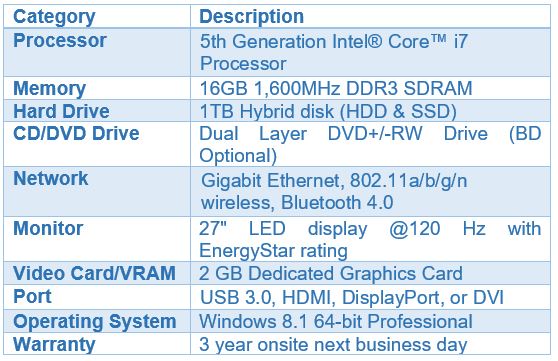 Category Description
Processor 5th Generation Intel® Core™ i7
Processor
Memory 16GB 1,600MHz DDR3 SDRAM
Hard Drive 1TB Hybrid disk (HDD & SSD)
CD/DVD Drive Dual Layer DVD+/-RW Drive (BD
Optional)
Network Gigabit Ethernet, 802.11a/b/g/n
wireless, Bluetooth 4.0
Monitor 27" LED display @120 Hz with
EnergyStar rating
Video Card/VRAM 2 GB Dedicated Graphics Card
Port USB 3.0, HDMI, DisplayPort, or DVI
Operating System Windows 8.1 64-bit Professional
Warranty 3 year onsite next business day